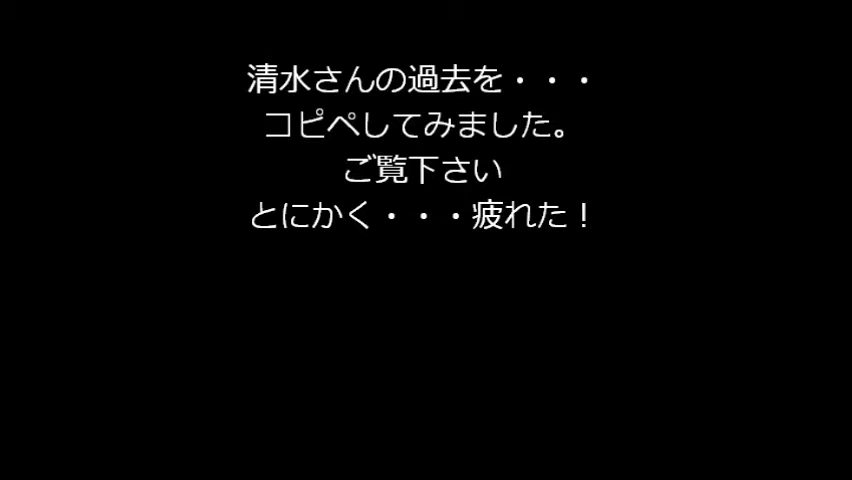 清水さんの過去を・・・
コピペしてみました。
ご覧下さい
とにかく・・・疲れた！